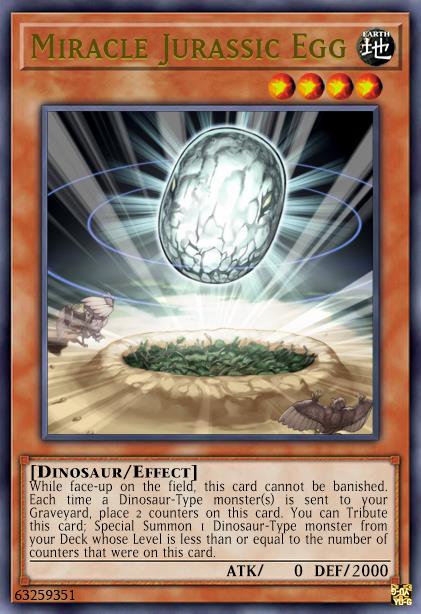 MIRACLE JURASSIC EGG
EARTH
地
[DINOSAUR/EFFECT]
While face-up on the field, this card cannot be banished.
Each time a Dinosaur-Type monster(s) is sent to your
Graveyard, place 2 counters on this card. You can Tribute
this card; Special Summon 1 Dinosaur-Type monster from
your Deck whose Level is less than or equal to the number of
counters that were on this card.
ATK/ 0 DEF/2000
63259351